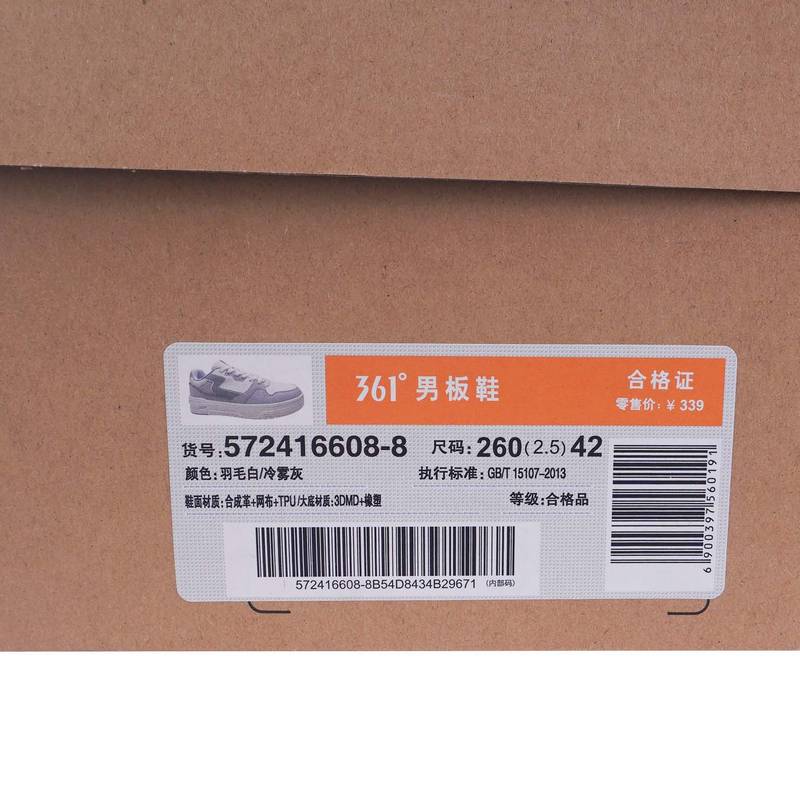 361° 男板鞋
合格证
零售价: ¥ 339
货号:572416608-8 尺码: 260(2.5)42
颜色: 羽毛白/冷雾灰 执行标准: GB/T 15107-2013
鞋面材质: 合成革+网布+TPU/大底材质: 3DMD+橡塑 等级: 合格品
572416608-8B54D8434B29671 (内部码)
6900397560191